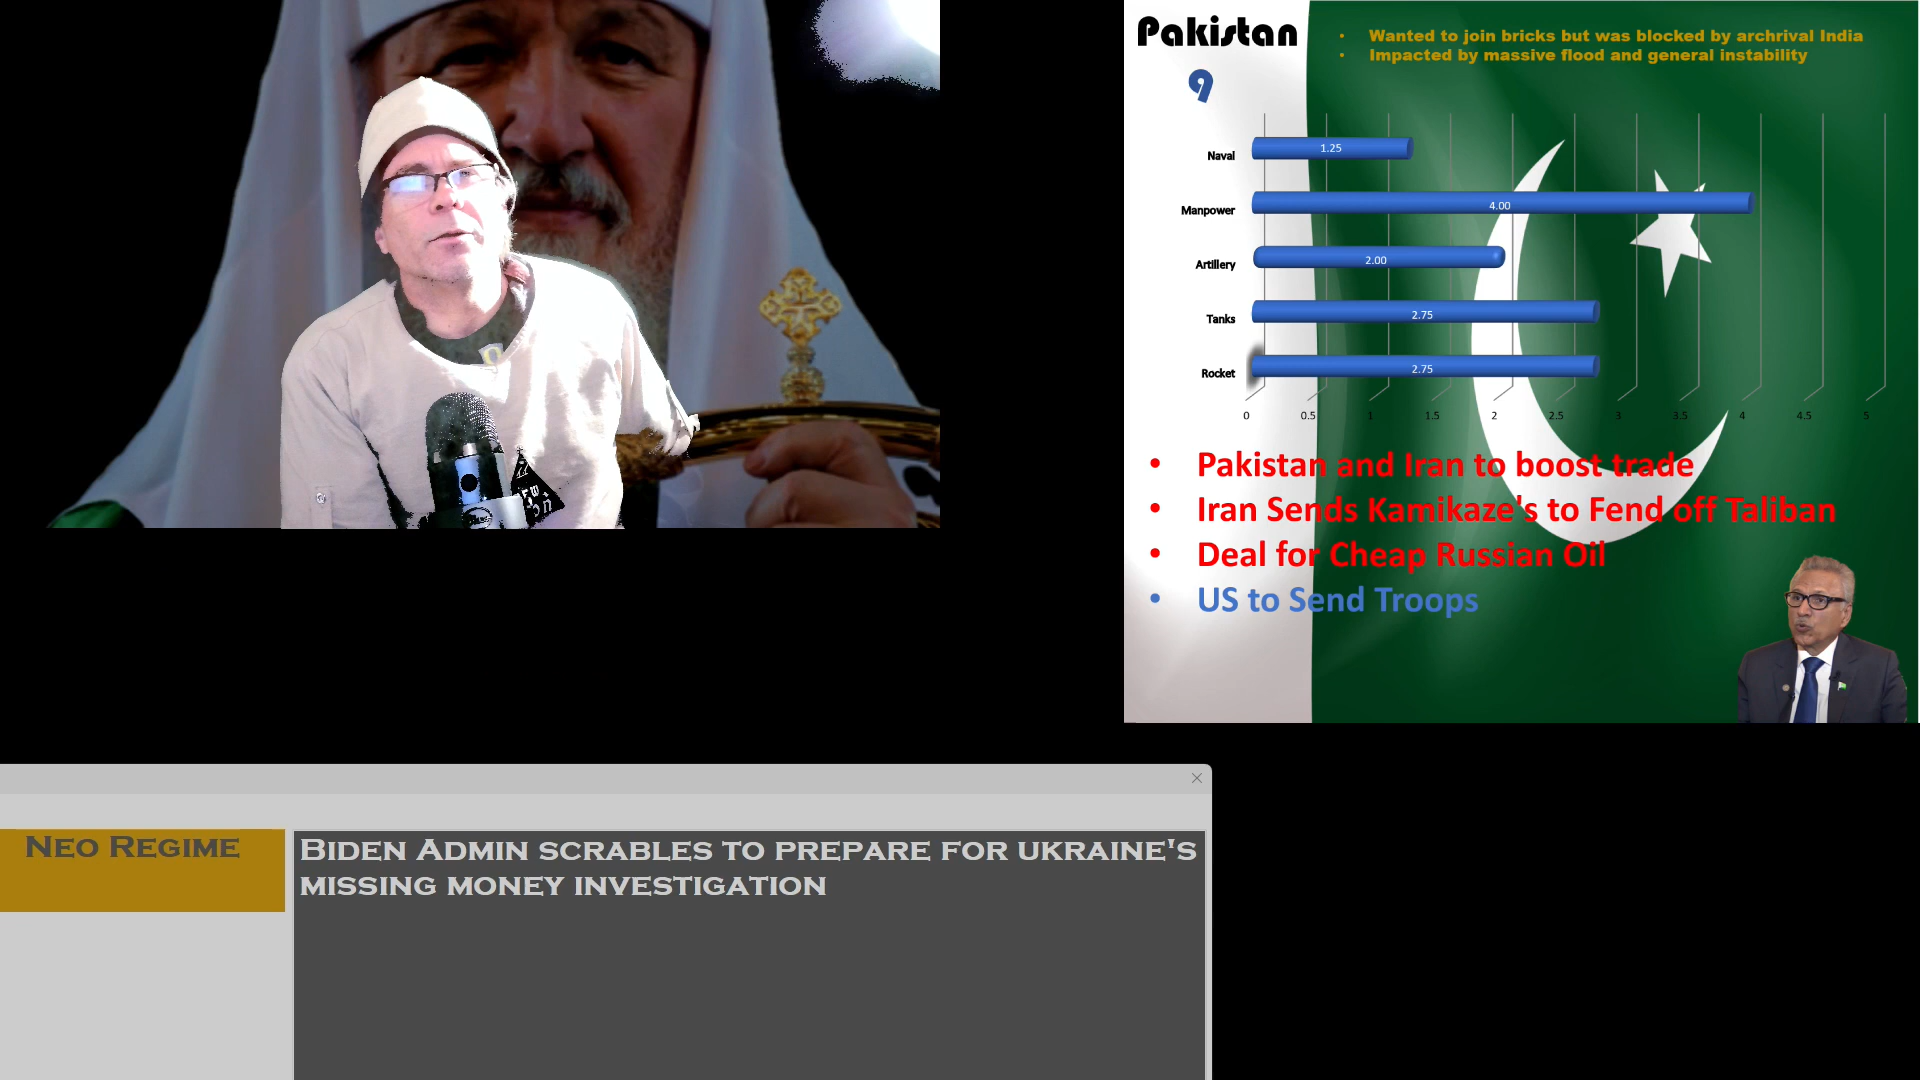 Pakistan
• Wanted to join bricks but was blocked by archrival India
• Impacted by massive flood and general instability
9
Naval 1.25
Manpower 4.00
Artillery 2.00
Tanks 2.75
Rocket 2.75
0 0.5 1 1.5 2 2.5 3 3.5 4 4.5 5
• Pakistan and Iran to boost trade
• Iran Sends Kamikaze's to Fend off Taliban
• Deal for Cheap Russian Oil
• US to Send Troops
Neo Regime
Biden Admin scrables to prepare for ukraine's
missing money investigation